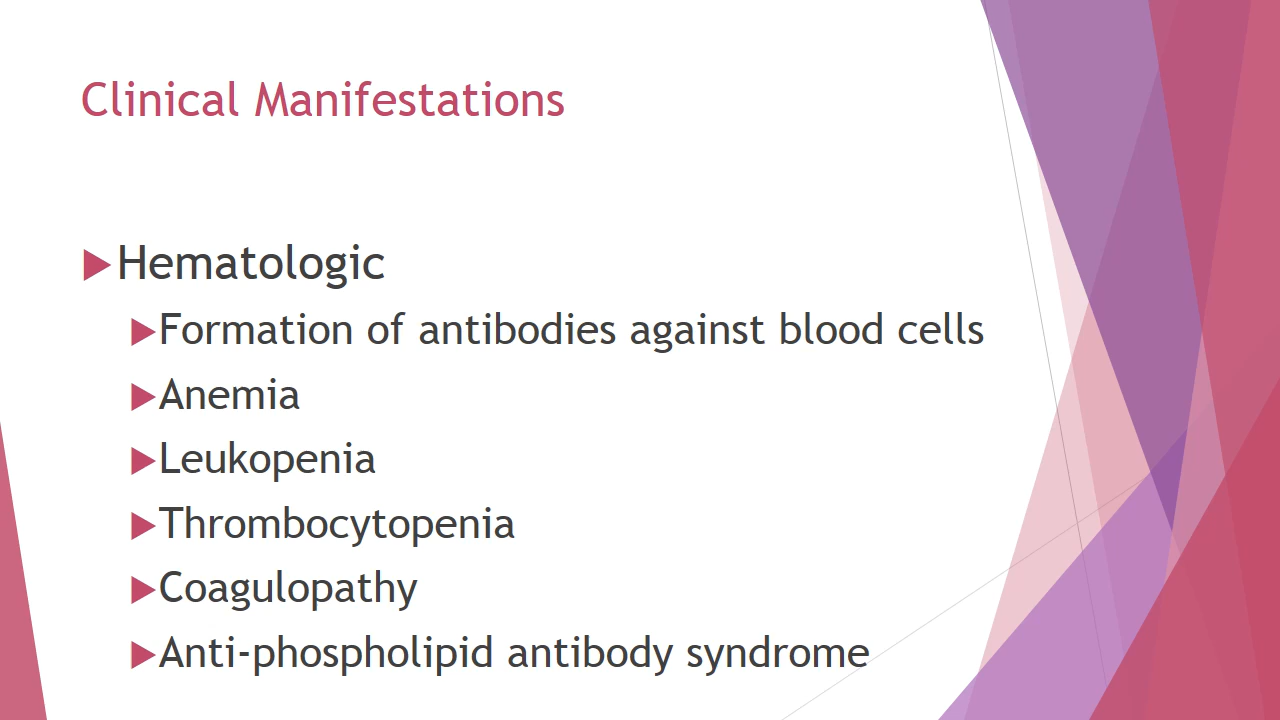 Clinical Manifestations
Hematologic
Formation of antibodies against blood cells
Anemia
Leukopenia
Thrombocytopenia
Coagulopathy
Anti-phospholipid antibody syndrome